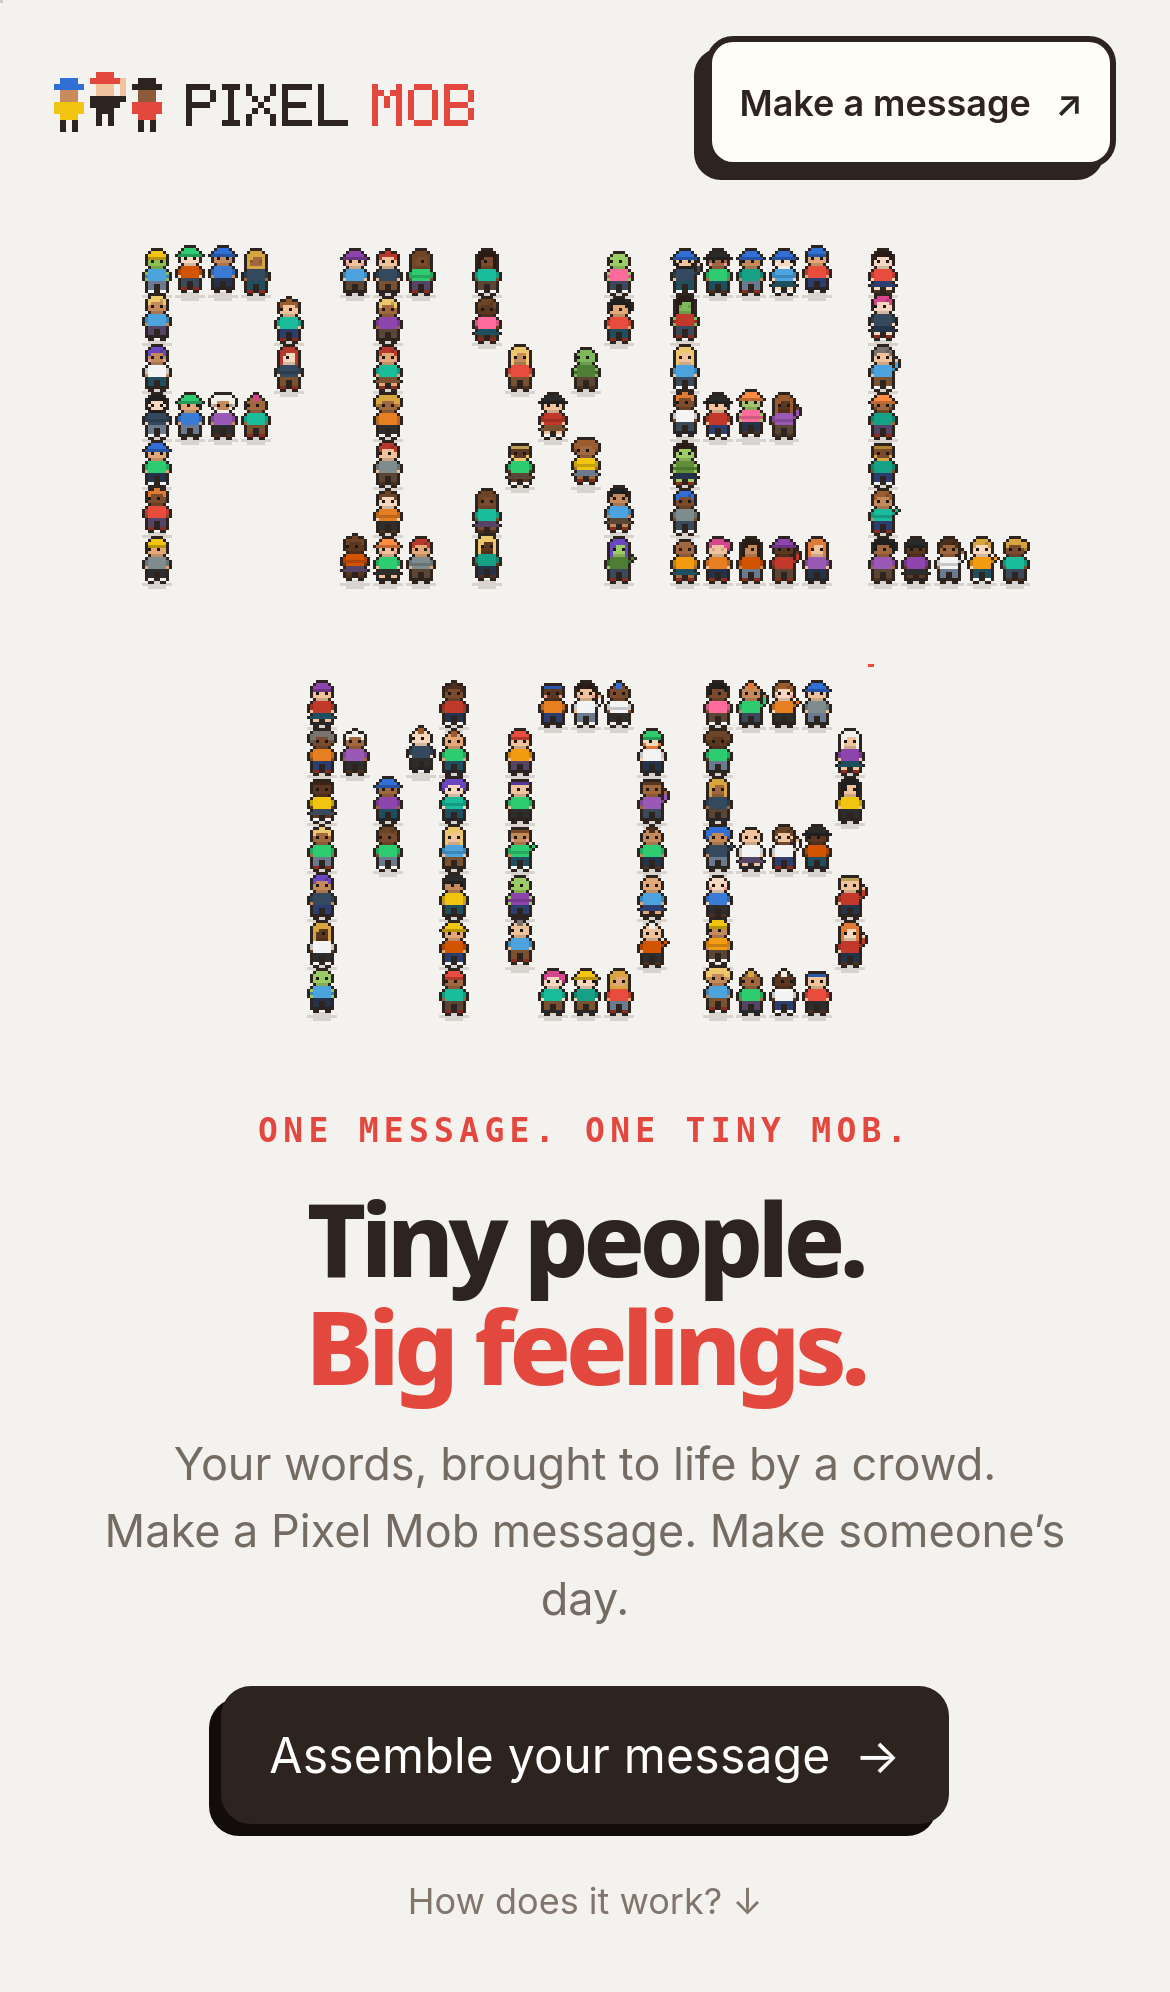 PIXEL MOB
Make a message ↗
PIXEL
MOB
ONE MESSAGE. ONE TINY MOB.
Tiny people.
Big feelings.
Your words, brought to life by a crowd.
Make a Pixel Mob message. Make someone’s
day.
Assemble your message →
How does it work? ↓